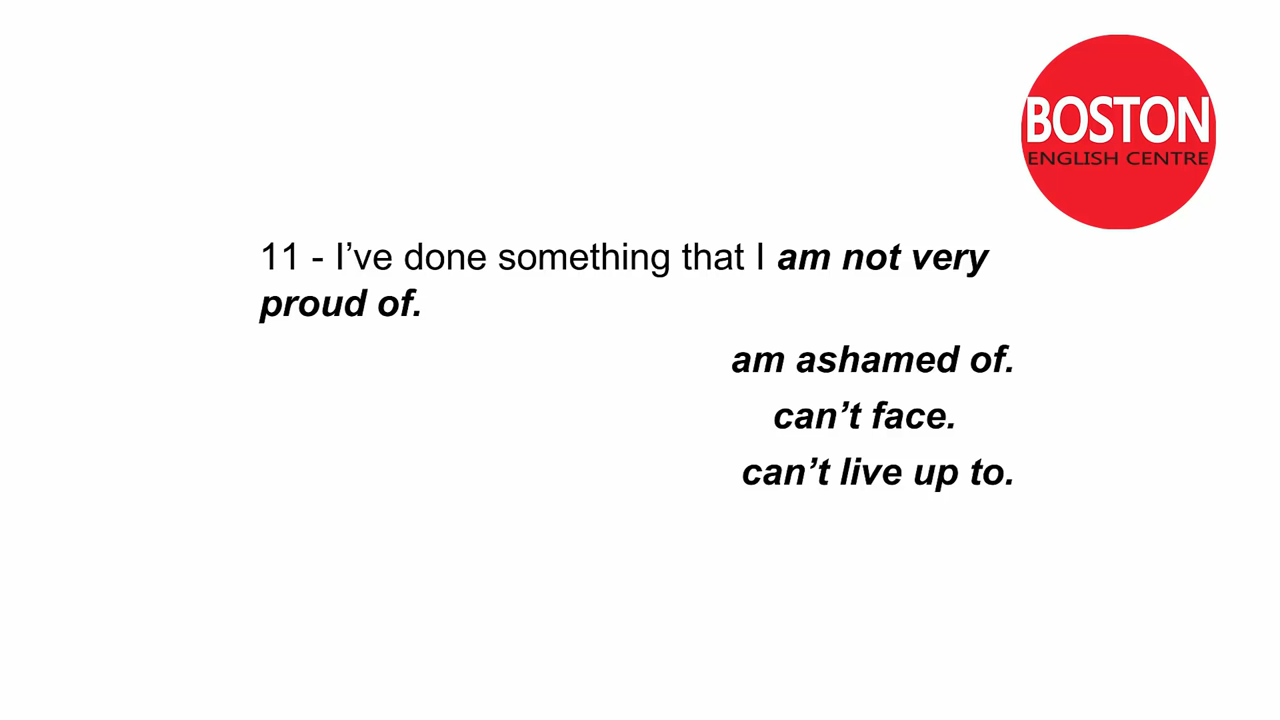 BOSTON
ENGLISH CENTRE
11 - I’ve done something that I am not very
proud of.
am ashamed of.
can’t face.
can’t live up to.